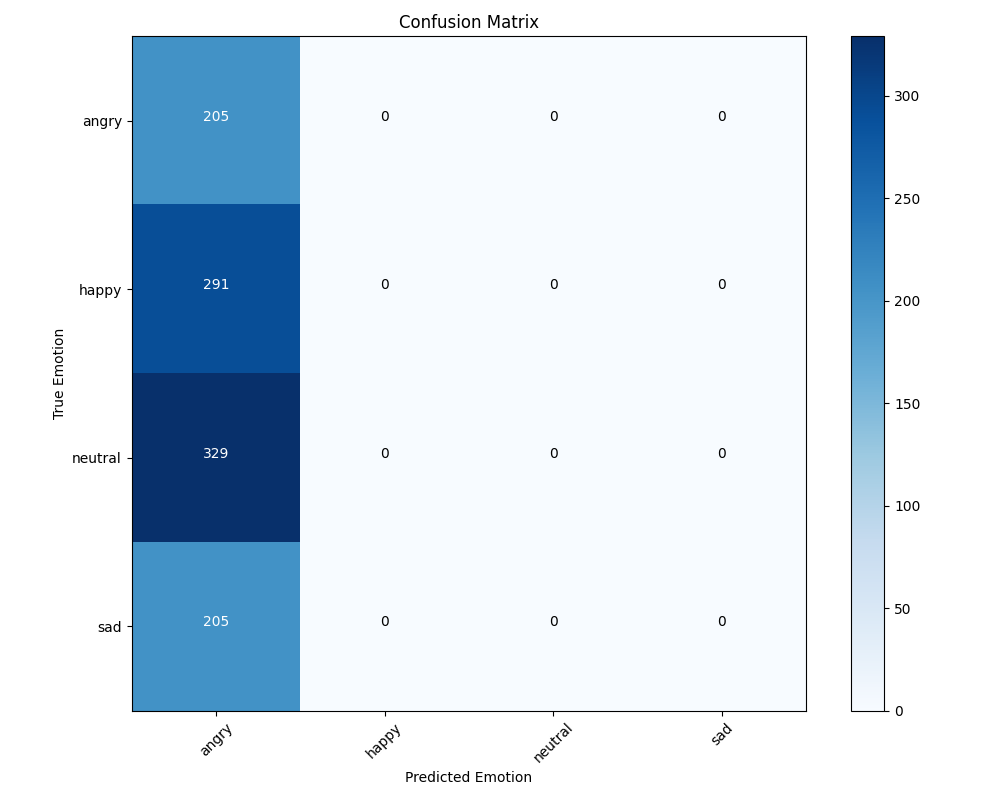 Confusion Matrix
True Emotion
angry 205 0 0 0
happy 291 0 0 0
neutral 329 0 0 0
sad 205 0 0 0
angry happy neutral sad
Predicted Emotion
300
250
200
150
100
50
0